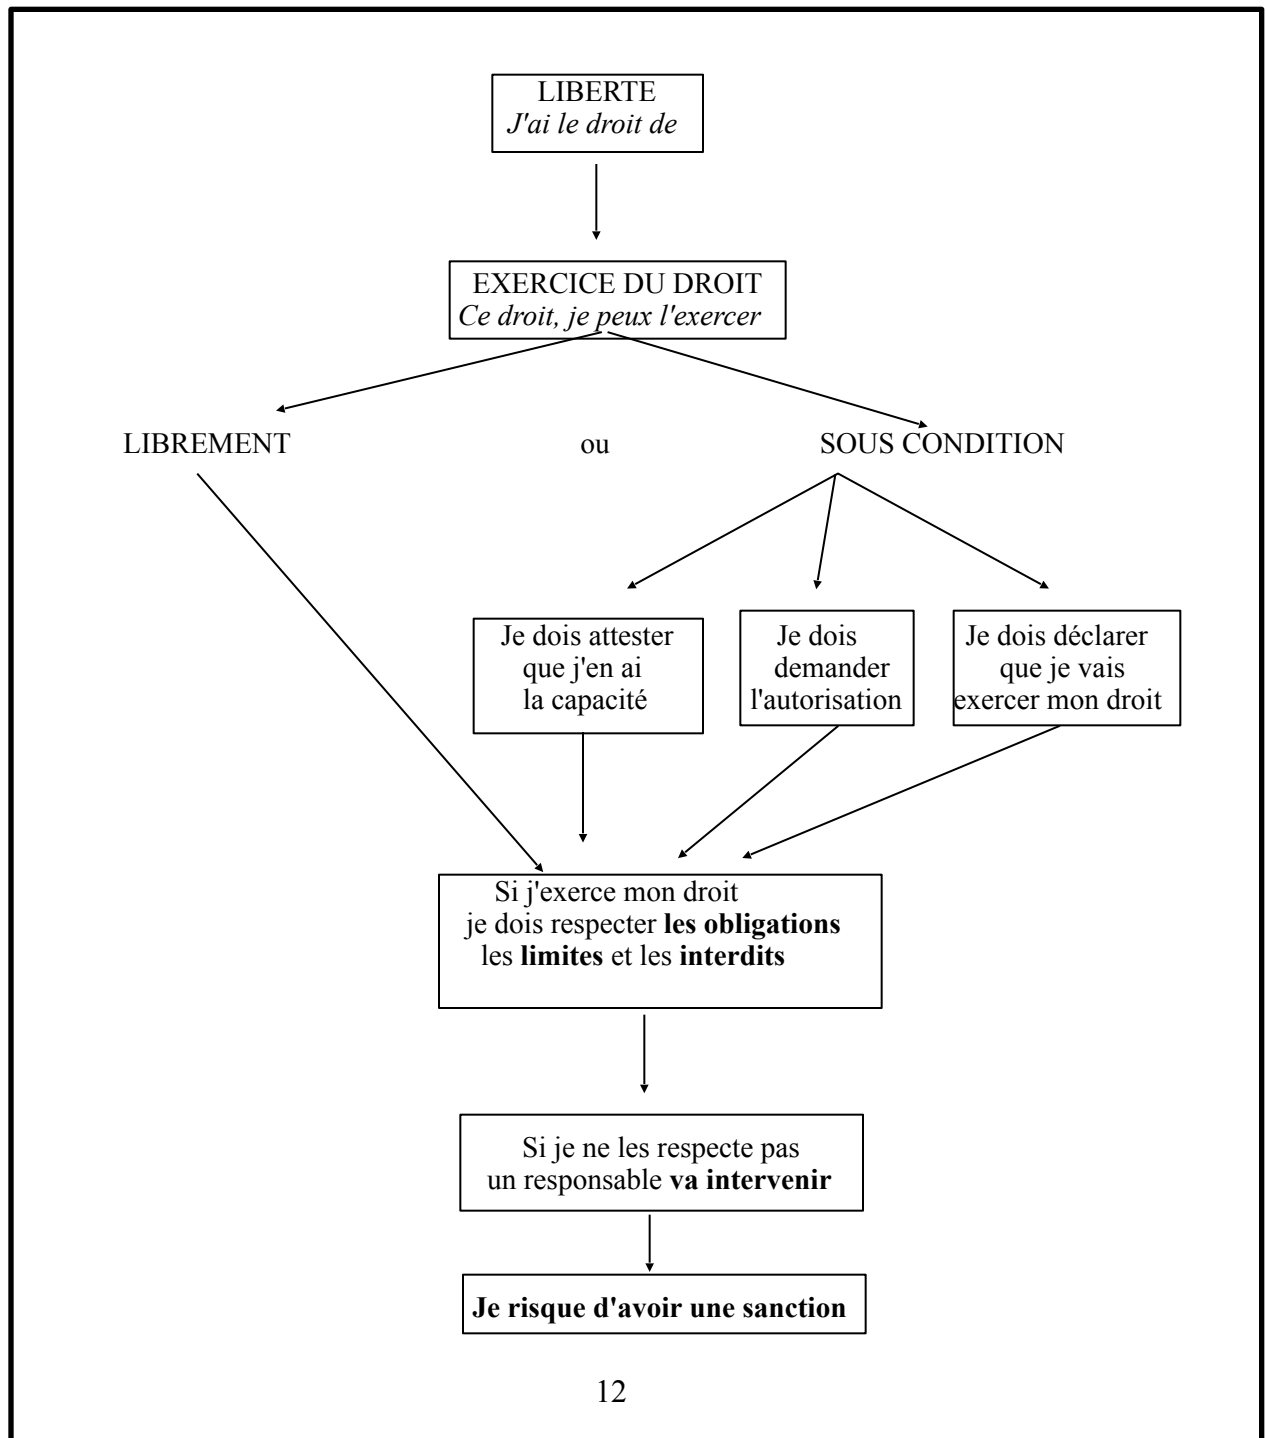 LIBERTE
J'ai le droit de
EXERCICE DU DROIT
Ce droit, je peux l'exercer
LIBREMENT
ou
SOUS CONDITION
Je dois attester
que j'en ai
la capacité
Je dois
demander
l'autorisation
Je dois déclarer
que je vais
exercer mon droit
Si j'exerce mon droit
je dois respecter les obligations
les limites et les interdits
Si je ne les respecte pas
un responsable va intervenir
Je risque d'avoir une sanction
12